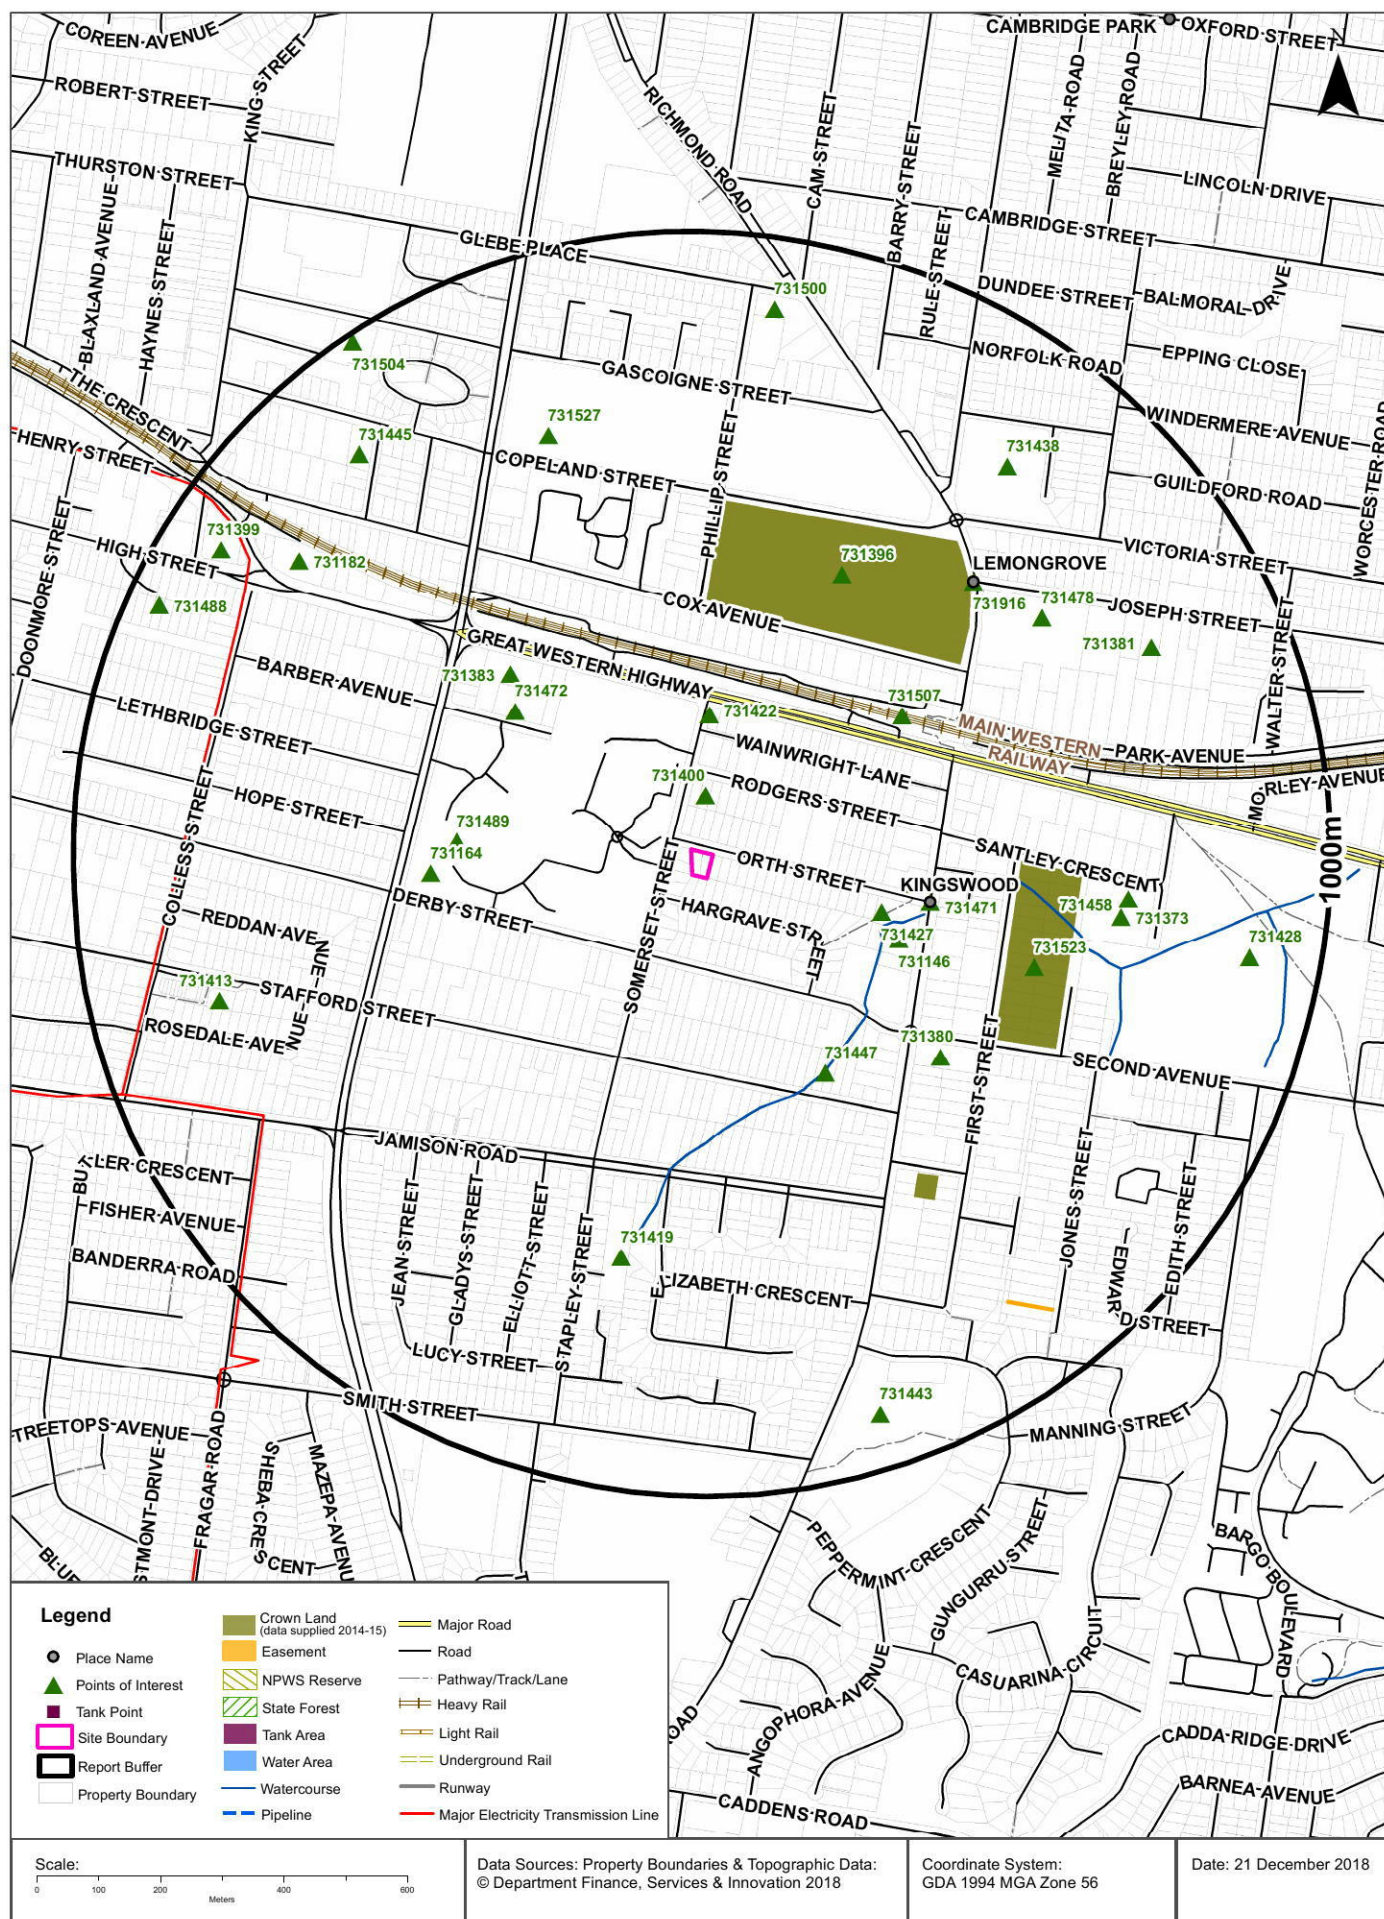 CAMBRIDGE PARK
OXFORD STREET
COREEN AVENUE
KING STREET
ROBERT STREET
RICHMOND ROAD
CAM STREET
BARRY STREET
MELITA ROAD
BREYLEY ROAD
THURSTON STREET
BLAXLAND AVENUE
HAYNES STREET
LINCOLN DRIVE
CAMBRIDGE STREET
GLEBE PLACE
RULE STREET
731500
DUNDEE STREET
BALMORAL DRIVE
731504
NORFOLK ROAD
EPPING CLOSE
THE CRESCENT
GASCOIGNE STREET
WINDERMERE AVENUE
WORCESTER ROAD
HENRY STREET
731445
731527
731438
COPELAND STREET
PHILLIP STREET
GUILDFORD ROAD
DOONMORE STREET
731399
HIGH STREET
731182
731396
VICTORIA STREET
LEMONGROVE
731488
COX AVENUE
731916
731478
JOSEPH STREET
731381
GREAT WESTERN HIGHWAY
BARBER AVENUE
731383
731472
731422
731507
MAIN WESTERN
RAILWAY
PARK AVENUE
WALTER STREET
LETHBRIDGE STREET
WAINWRIGHT LANE
731400
RODGERS STREET
MORLEY AVENUE
HOPE STREET
COLLESS STREET
731489
731164
SANTLEY CRESCENT
1000m
ORTH STREET
KINGSWOOD
DERBY STREET
SOMERSET STREET
HARGRAVE STREET
731471
731458
731373
REDDAN AVENUE
731427
731146
731523
731428
731413
STAFFORD STREET
ROSEDALE AVENUE
731380
731447
FIRST STREET
SECOND AVENUE
JAMISON ROAD
BUTLER CRESCENT
FISHER AVENUE
JEAN STREET
GLADYS STREET
ELLIOTT STREET
STAPLEY STREET
JONES STREET
EDITH STREET
EDWARD STREET
731419
BANDERRA ROAD
ELIZABETH CRESCENT
LUCY STREET
SMITH STREET
731443
MANNING STREET
TREETOPS AVENUE
FRAGAR ROAD
SHEBA CRESCENT
MAZEPA AVENU
STMONT DRIVE
BLUE
PEPPERMINT CRESCENT
GUNGURRU STREET
BARGO BOULEVARD
CASUARINA CIRCUIT
ANGOPHORA AVENUE
OAD
CADDA RIDGE DRIVE
BARNEA AVENUE
CADDENS ROAD
Legend
Place Name
Points of Interest
Tank Point
Site Boundary
Report Buffer
Property Boundary
Crown Land
(data supplied 2014-15)
Easement
NPWS Reserve
State Forest
Tank Area
Water Area
Watercourse
Pipeline
Major Road
Road
Pathway/Track/Lane
Heavy Rail
Light Rail
Underground Rail
Runway
Major Electricity Transmission Line
Scale:
0 100 200 400 600
Meters
Data Sources: Property Boundaries & Topographic Data:
© Department Finance, Services & Innovation 2018
Coordinate System:
GDA 1994 MGA Zone 56
Date: 21 December 2018